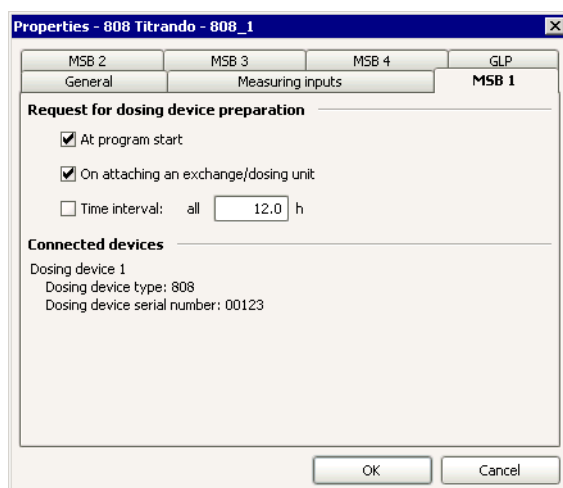 Properties - 808 Titrando - 808_1
MSB 2 MSB 3 MSB 4 GLP
General Measuring inputs MSB 1
Request for dosing device preparation
At program start
On attaching an exchange/dosing unit
Time interval: all 12.0 h
Connected devices
Dosing device 1
Dosing device type: 808
Dosing device serial number: 00123
OK Cancel